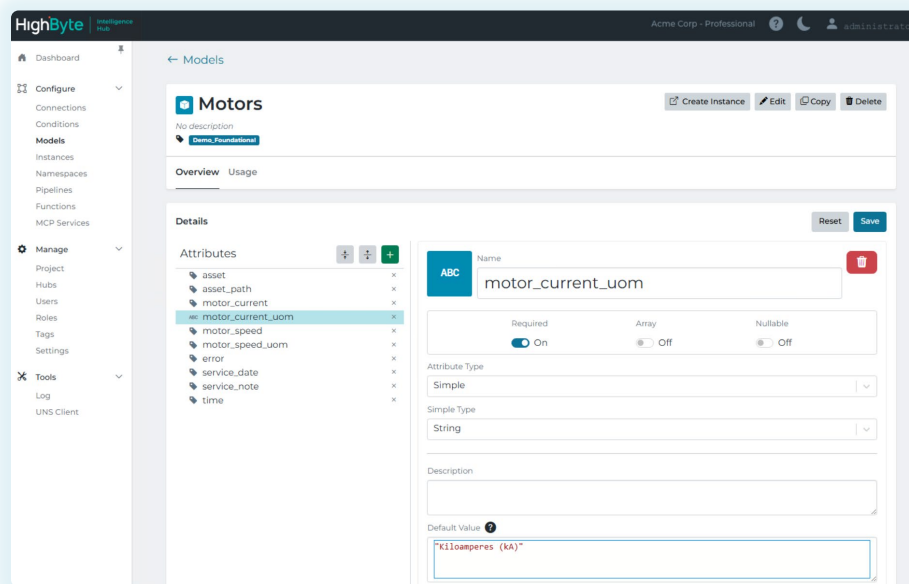 HighByte Intelligence Hub
Acme Corp - Professional ? administrato
Dashboard
Configure
Connections
Conditions
Models
Instances
Namespaces
Pipelines
Functions
MCP Services
Manage
Project
Hubs
Users
Roles
Tags
Settings
Tools
Log
UNS Client
← Models
Motors
Create Instance Edit Copy Delete
No description
Demo_Foundational
Overview Usage
Details
Reset Save
Attributes
+
asset ×
asset_path ×
motor_current ×
ABC motor_current_uom ×
motor_speed ×
motor_speed_uom ×
error ×
service_date ×
service_note ×
time ×
ABC
Name
motor_current_uom
Required Array Nullable
On Off Off
Attribute Type
Simple
Simple Type
String
Description
Default Value ?
"Kiloamperes (kA)"